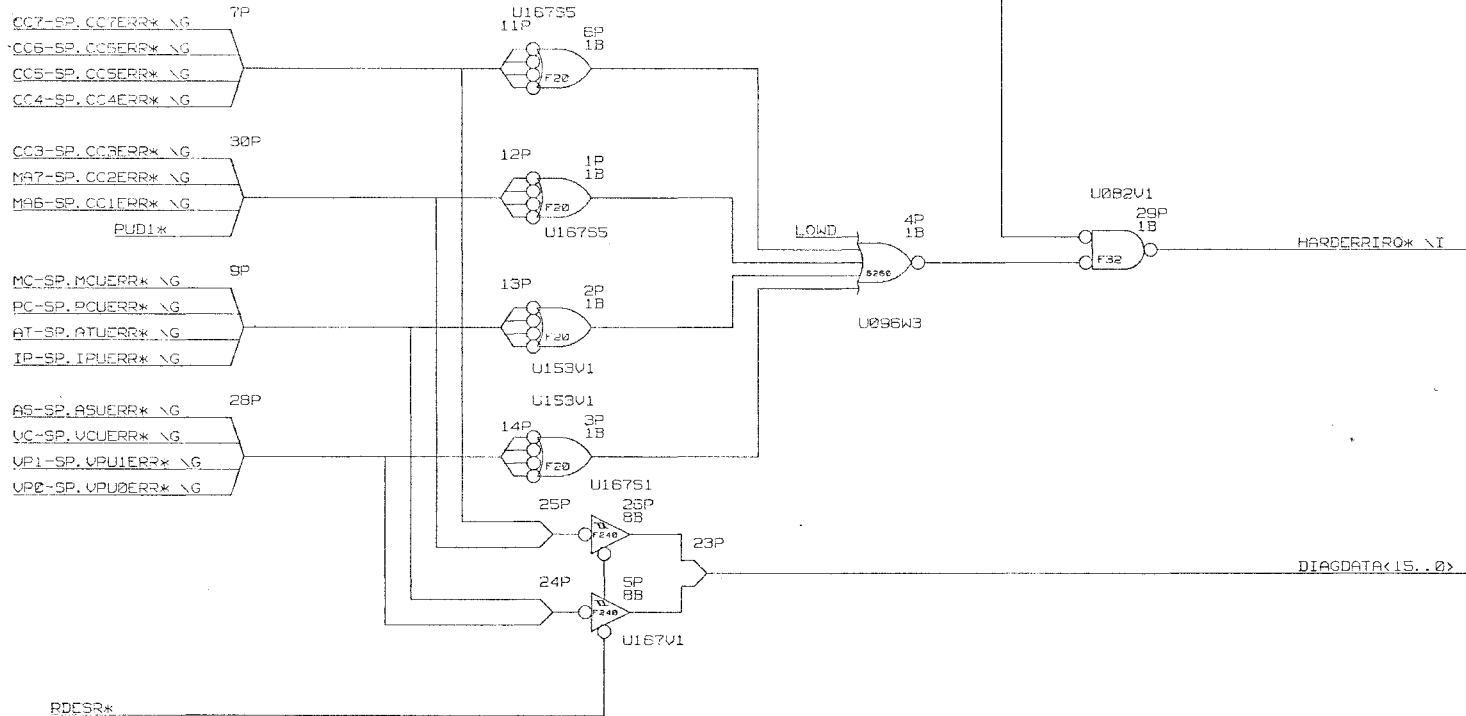 7P
CC7-SP.CC7ERR* \G
CC6-SP.CC6ERR* \G
CC5-SP.CC5ERR* \G
CC4-SP.CC4ERR* \G
U167S5
11P
6P
1B
F20
30P
CC3-SP.CC3ERR* \G
MA7-SP.CC2ERR* \G
MA6-SP.CC1ERR* \G
PUD1*
12P
1P
1B
F20
U167S5
LOWD
4P
1B
S260
U096W3
U082V1
29P
1B
F32
HARDERRIRQ* \I
9P
MC-SP.MCUERR* \G
PC-SP.PCUERR* \G
AT-SP.ATUERR* \G
IP-SP.IPUERR* \G
13P
2P
1B
F20
U153V1
28P
AS-SP.ASUERR* \G
VC-SP.VCUERR* \G
VP1-SP.VPU1ERR* \G
VP0-SP.VPU0ERR* \G
U153V1
14P
3P
1B
F20
U167S1
25P
26P
8B
F240
23P
24P
5P
8B
F240
U167V1
DIAGDATA<15..0>
RDESR*